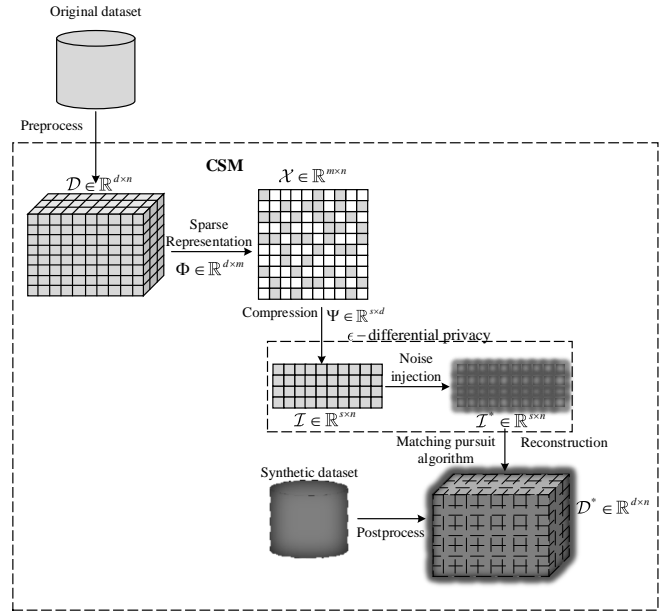 Original dataset
Preprocess
CSM
𝒟 ∈ ℝ^{d×n}
𝒳 ∈ ℝ^{m×n}
Sparse
Representation
Φ ∈ ℝ^{d×m}
Compression
Ψ ∈ ℝ^{s×d}
ϵ − differential privacy
Noise
injection
ℐ ∈ ℝ^{s×n}
ℐ^* ∈ ℝ^{s×n}
Matching pursuit
algorithm
Reconstruction
Synthetic dataset
𝒟^* ∈ ℝ^{d×n}
Postprocess